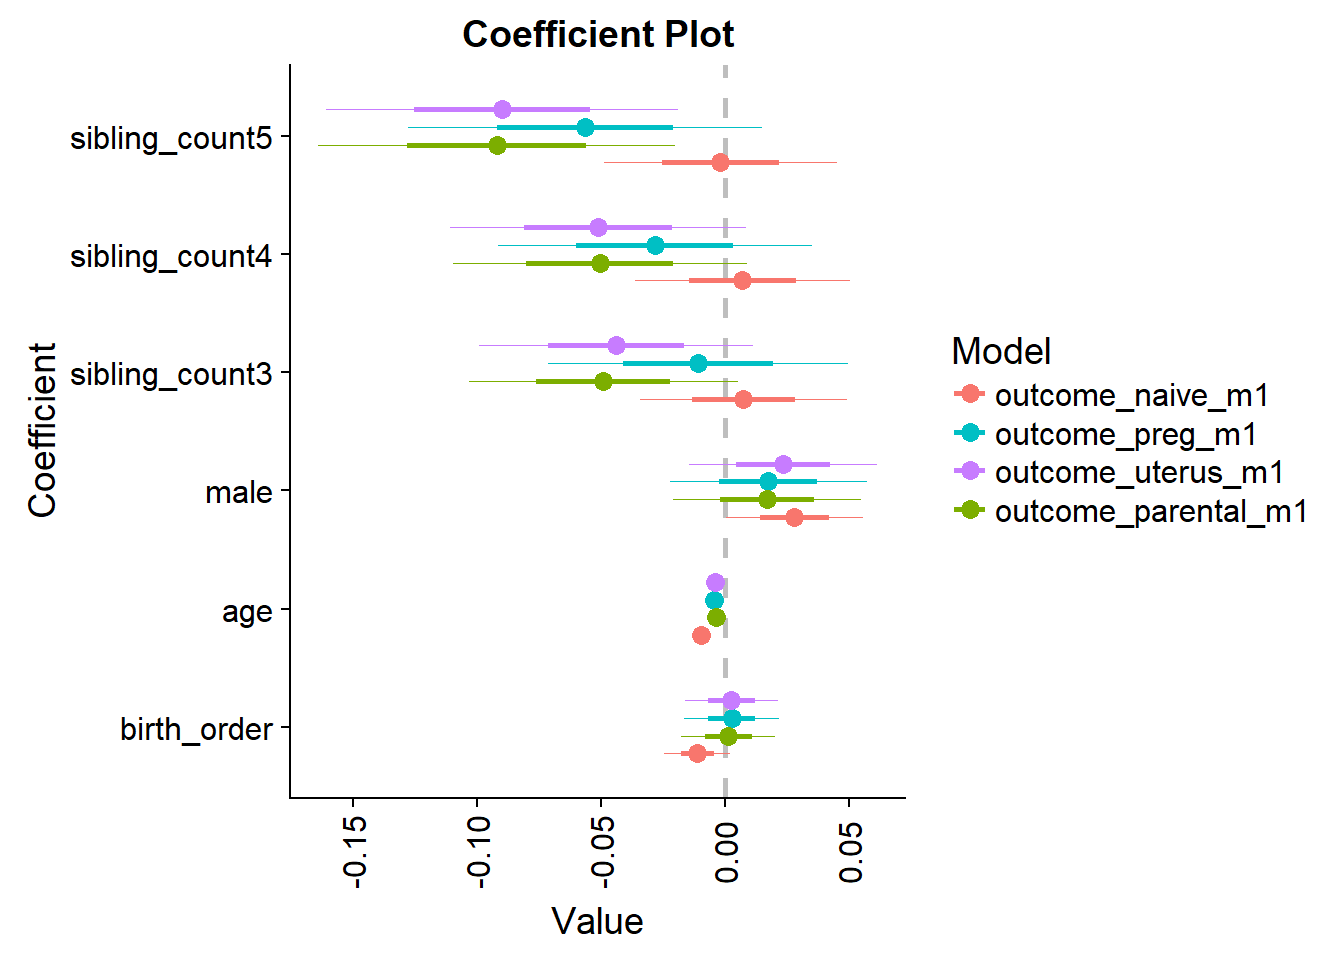 Coefficient Plot
sibling_count5
sibling_count4
sibling_count3
male
age
birth_order
Coefficient
-0.15
-0.10
-0.05
0.00
0.05
Value
Model
outcome_naive_m1
outcome_preg_m1
outcome_uterus_m1
outcome_parental_m1